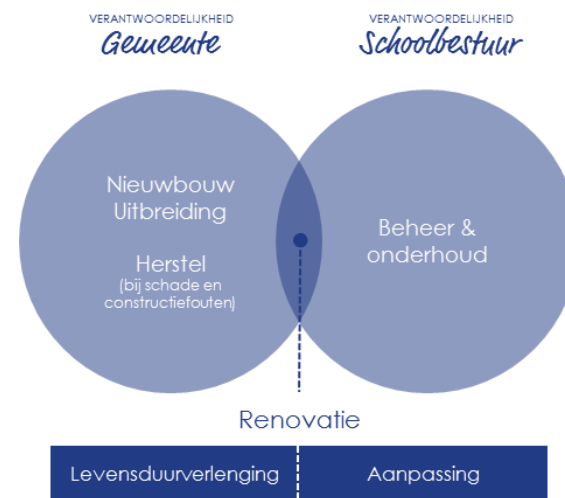 VERANTWOORDELIJKHEID
Gemeente
VERANTWOORDELIJKHEID
Schoolbestuur
Nieuwbouw
Uitbreiding
Herstel
(bij schade en
constructiefouten)
Beheer &
onderhoud
Renovatie
Levensduurverlenging
Aanpassing